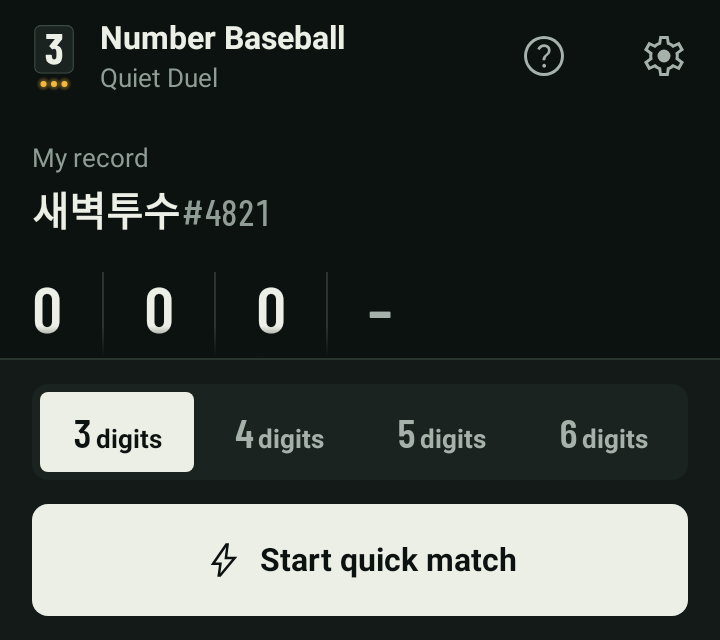 3
Number Baseball
Quiet Duel
My record
새벽투수#4821
0 0 0 -
3 digits 4 digits 5 digits 6 digits
Start quick match